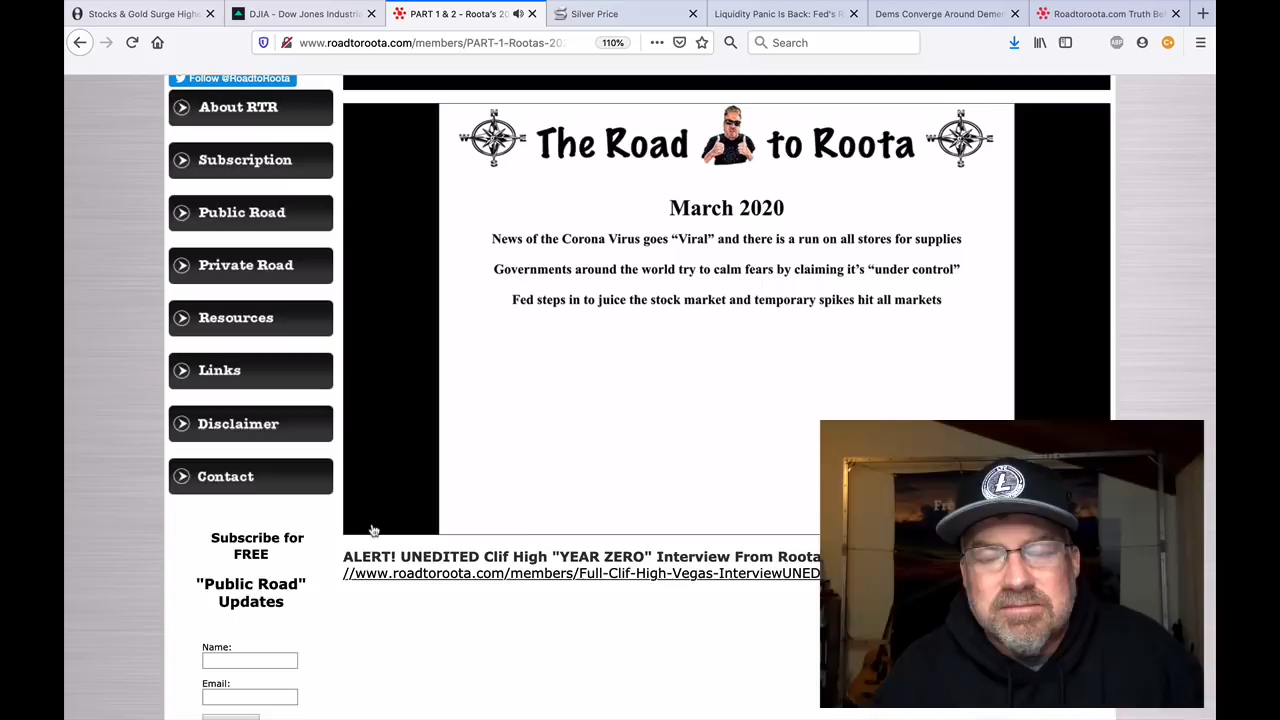 Stocks & Gold Surge High
DJIA - Dow Jones Industria
PART 1 & 2 - Roota's 20
Silver Price
Liquidity Panic Is Back: Fed's R
Dems Converge Around Demen
Roadtoroota.com Truth Be
www.roadtoroota.com/members/PART-1-Rootas-20
110%
Search
ABP
Follow @RoadtoRoota
About RTR
Subscription
Public Road
Private Road
Resources
Links
Disclaimer
Contact
Subscribe for
FREE
"Public Road"
Updates
Name:
Email:
The Road to Roota
N
N
March 2020
News of the Corona Virus goes “Viral” and there is a run on all stores for supplies
Governments around the world try to calm fears by claiming it’s “under control”
Fed steps in to juice the stock market and temporary spikes hit all markets
ALERT! UNEDITED Clif High "YEAR ZERO" Interview From Roota
//www.roadtoroota.com/members/Full-Clif-High-Vegas-InterviewUNED